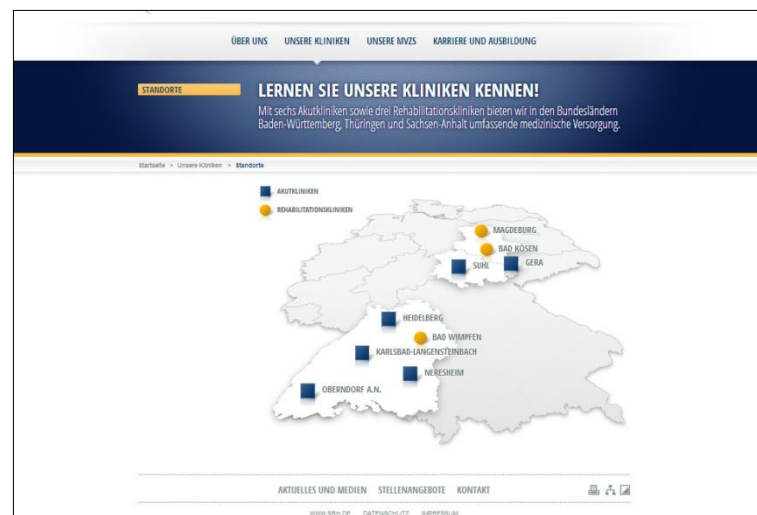 ÜBER UNS UNSERE KLINIKEN UNSERE MVZS KARRIERE UND AUSBILDUNG
STANDORTE
LERNEN SIE UNSERE KLINIKEN KENNEN!
Mit sechs Akutkliniken sowie drei Rehabilitationskliniken bieten wir in den Bundesländern
Baden-Württemberg, Thüringen und Sachsen-Anhalt umfassende medizinische Versorgung.
Startseite > Unsere Kliniken > Standorte
AKUTKLINIKEN
REHABILITATIONSKLINIKEN
MAGDEBURG
BAD KÖSEN
SUHL
GERA
HEIDELBERG
BAD WIMPFEN
KARLSBAD-LANGENSTEINBACH
NERESHEIM
OBERNDORF A.N.
AKTUELLES UND MEDIEN STELLENANGEBOTE KONTAKT
WWW.SRH.DE DATENSCHUTZ IMPRESSUM